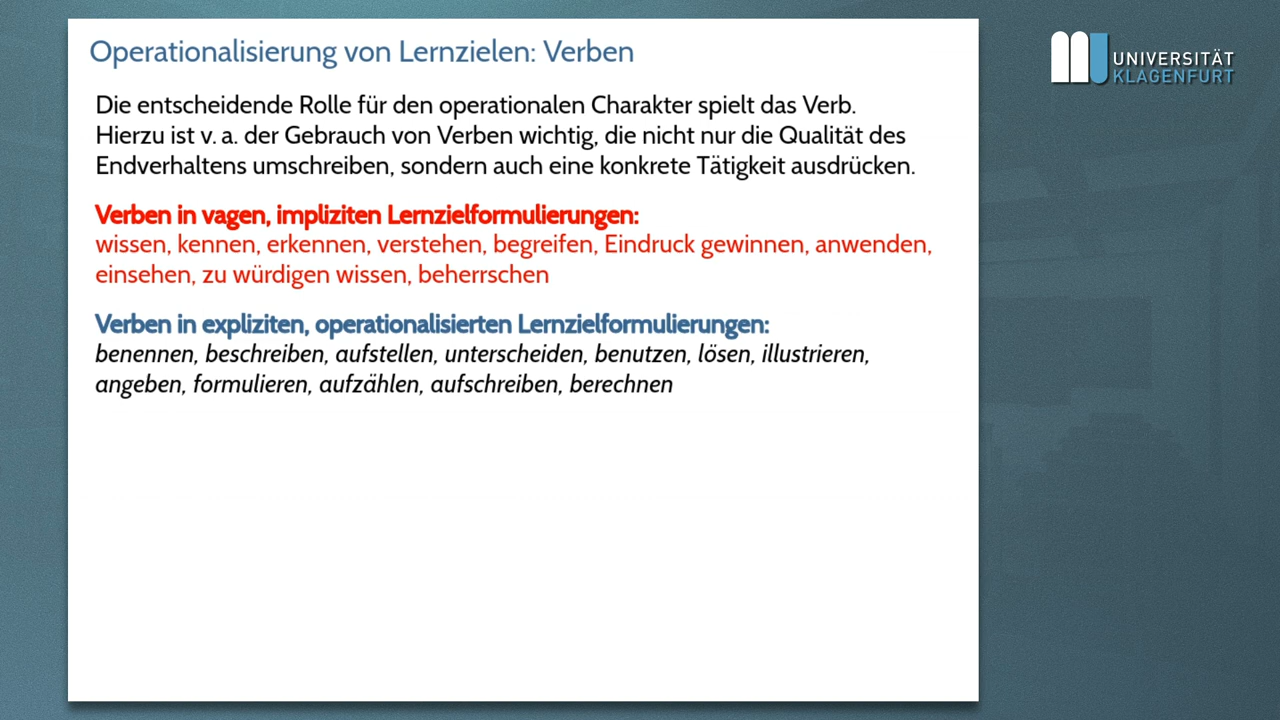 Operationalisierung von Lernzielen: Verben
Die entscheidende Rolle für den operationalen Charakter spielt das Verb.
Hierzu ist v. a. der Gebrauch von Verben wichtig, die nicht nur die Qualität des
Endverhaltens umschreiben, sondern auch eine konkrete Tätigkeit ausdrücken.
Verben in vagen, impliziten Lernzielformulierungen:
wissen, kennen, erkennen, verstehen, begreifen, Eindruck gewinnen, anwenden,
einsehen, zu würdigen wissen, beherrschen
Verben in expliziten, operationalisierten Lernzielformulierungen:
benennen, beschreiben, aufstellen, unterscheiden, benutzen, lösen, illustrieren,
angeben, formulieren, aufzählen, aufschreiben, berechnen
UNIVERSITÄT
KLAGENFURT